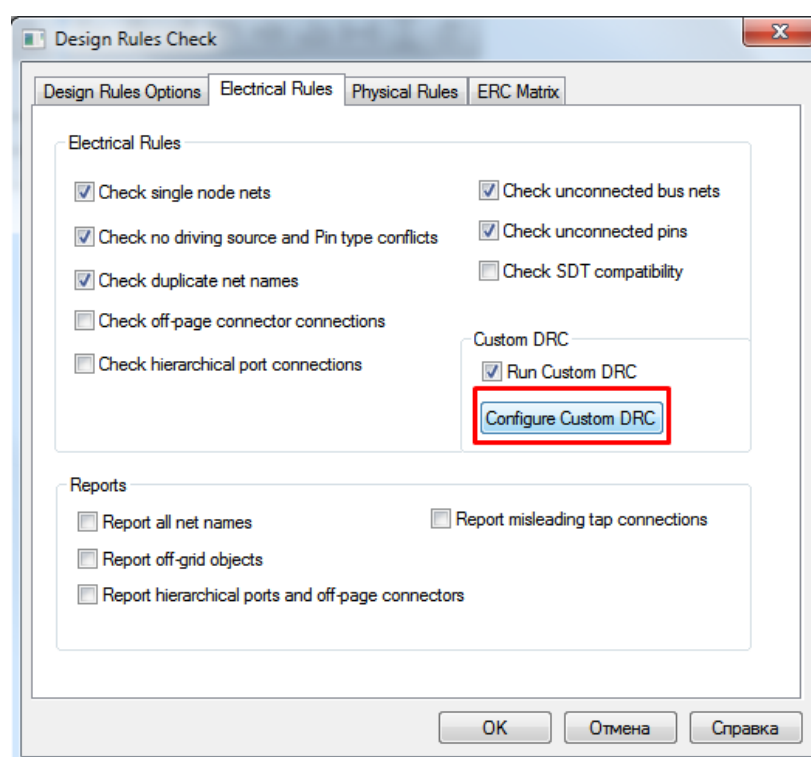 Design Rules Check
Design Rules Options Electrical Rules Physical Rules ERC Matrix
Electrical Rules
Check single node nets
Check no driving source and Pin type conflicts
Check duplicate net names
Check off-page connector connections
Check hierarchical port connections
Check unconnected bus nets
Check unconnected pins
Check SDT compatibility
Custom DRC
Run Custom DRC
Configure Custom DRC
Reports
Report all net names
Report off-grid objects
Report hierarchical ports and off-page connectors
Report misleading tap connections
OK Отмена Справка